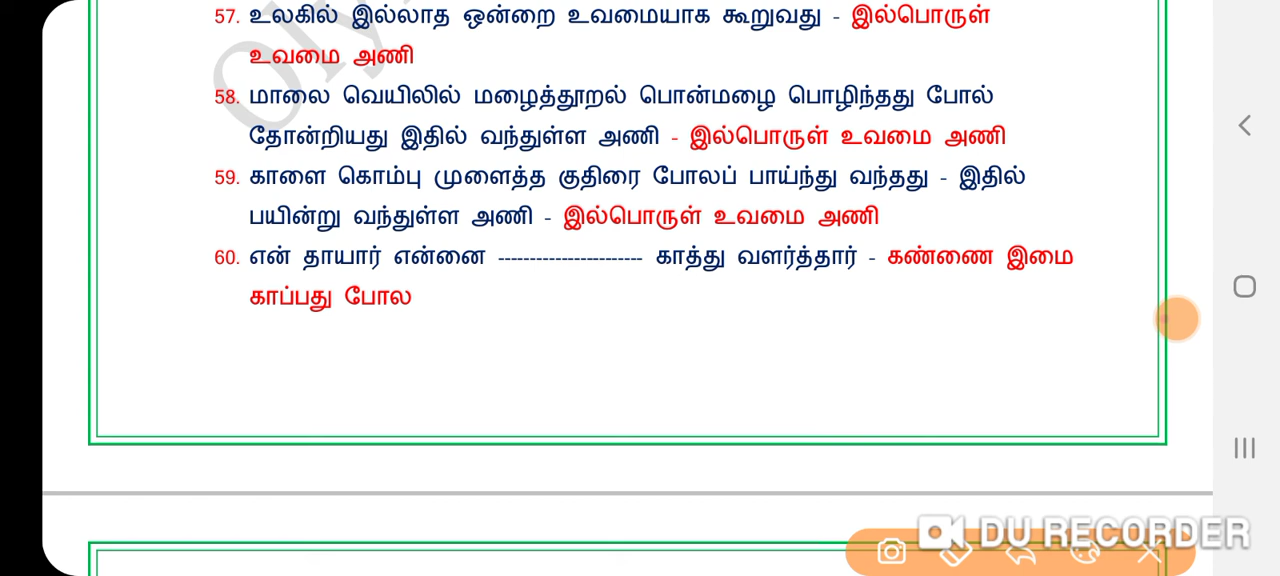 57. உலகில் இல்லாத ஒன்றை உவமையாக கூறுவது - இல்பொருள்
உவமை அணி
58. மாலை வெயிலில் மழைத்தூறல் பொன்மழை பொழிந்தது போல்
தோன்றியது இதில் வந்துள்ள அணி - இல்பொருள் உவமை அணி
59. காளை கொம்பு முளைத்த குதிரை போலப் பாய்ந்து வந்தது - இதில்
பயின்று வந்துள்ள அணி - இல்பொருள் உவமை அணி
60. என் தாயார் என்னை ----------------------- காத்து வளர்த்தார் - கண்ணை இமை
காப்பது போல
DU RECORDER